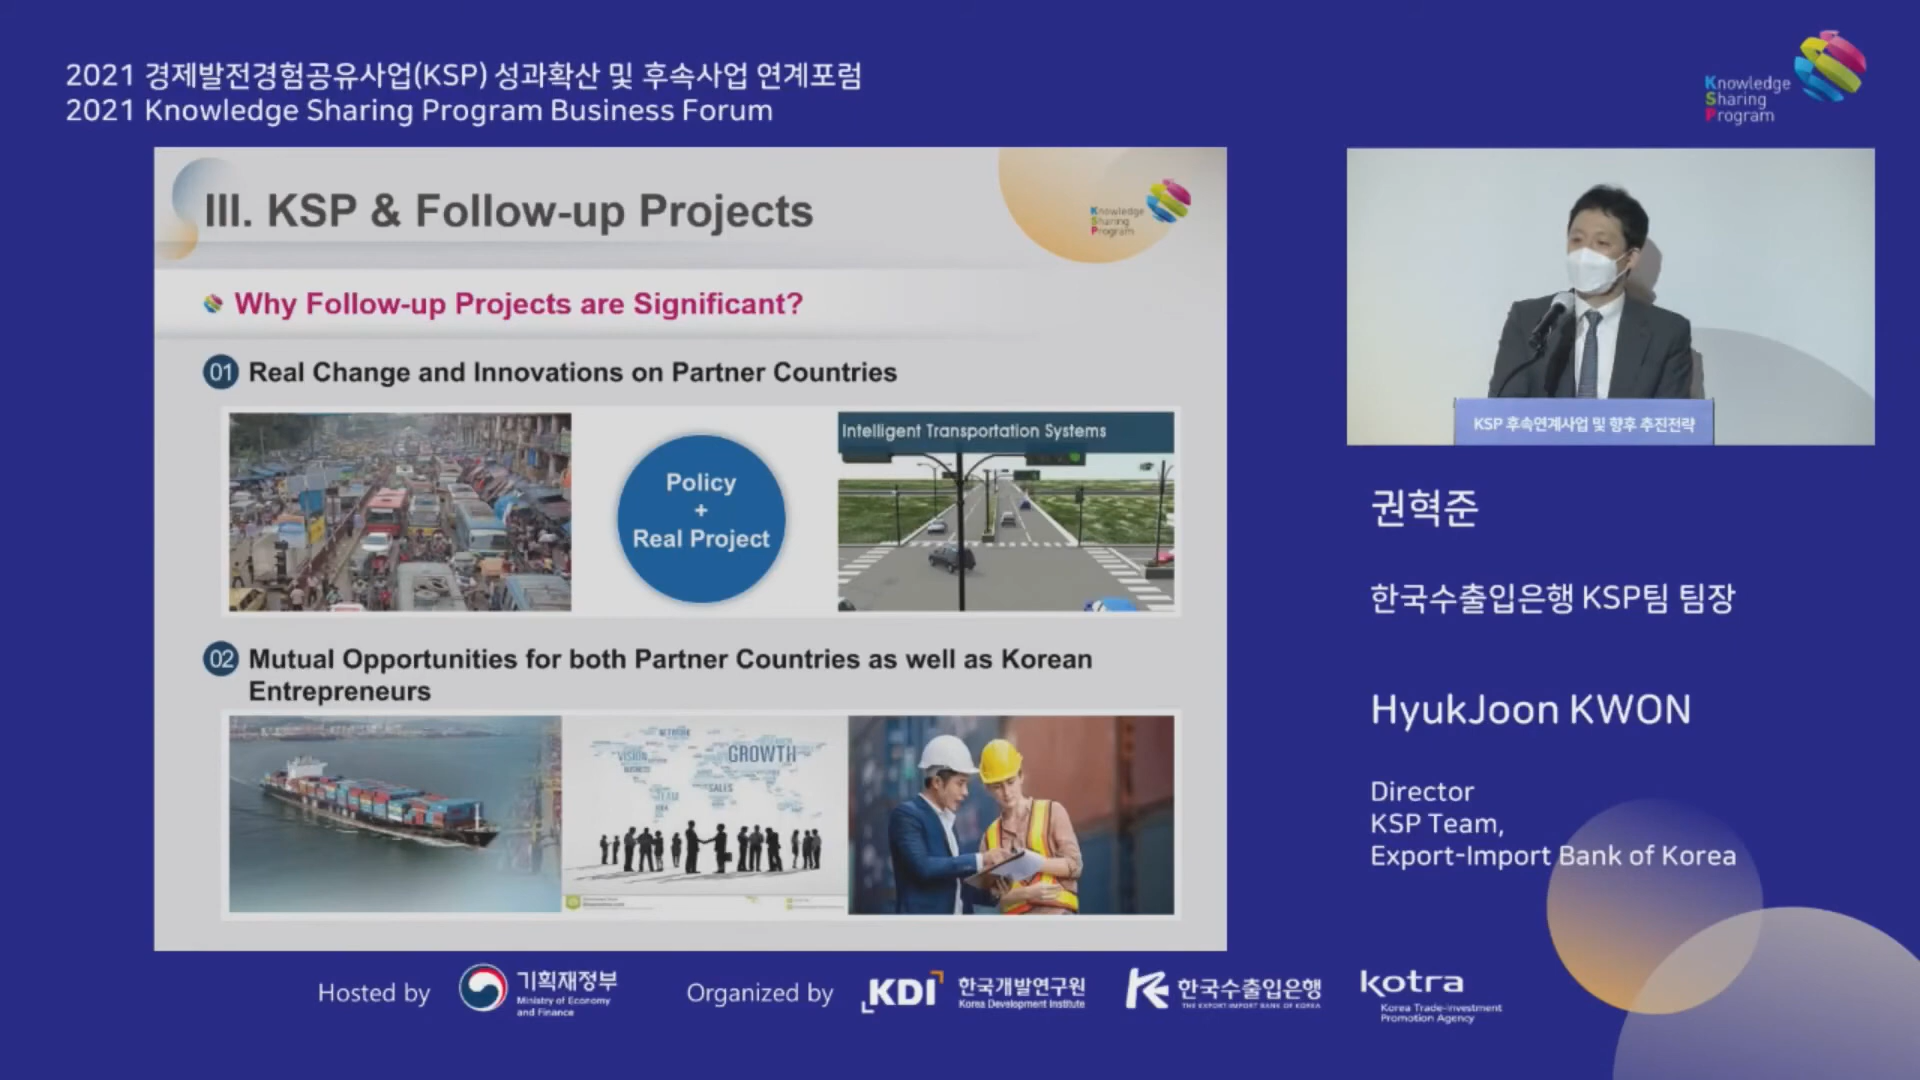 2021 경제발전경험공유사업(KSP) 성과확산 및 후속사업 연계포럼
2021 Knowledge Sharing Program Business Forum
Knowledge
Sharing
Program
III. KSP & Follow-up Projects
Knowledge
Sharing
Program
Why Follow-up Projects are Significant?
01 Real Change and Innovations on Partner Countries
Policy
+
Real Project
Intelligent Transportation Systems
02 Mutual Opportunities for both Partner Countries as well as Korean
Entrepreneurs
NETWORK
VISION
BUSINESS
GROWTH
SALES
TEAM
KSP 후속연계사업 및 향후 추진전략
권혁준
한국수출입은행 KSP팀 팀장
HyukJoon KWON
Director
KSP Team,
Export-Import Bank of Korea
Hosted by
기획재정부
Ministry of Economy
and Finance
Organized by
KDI
한국개발연구원
Korea Development Institute
한국수출입은행
THE EXPORT-IMPORT BANK OF KOREA
kotra
Korea Trade-Investment
Promotion Agency